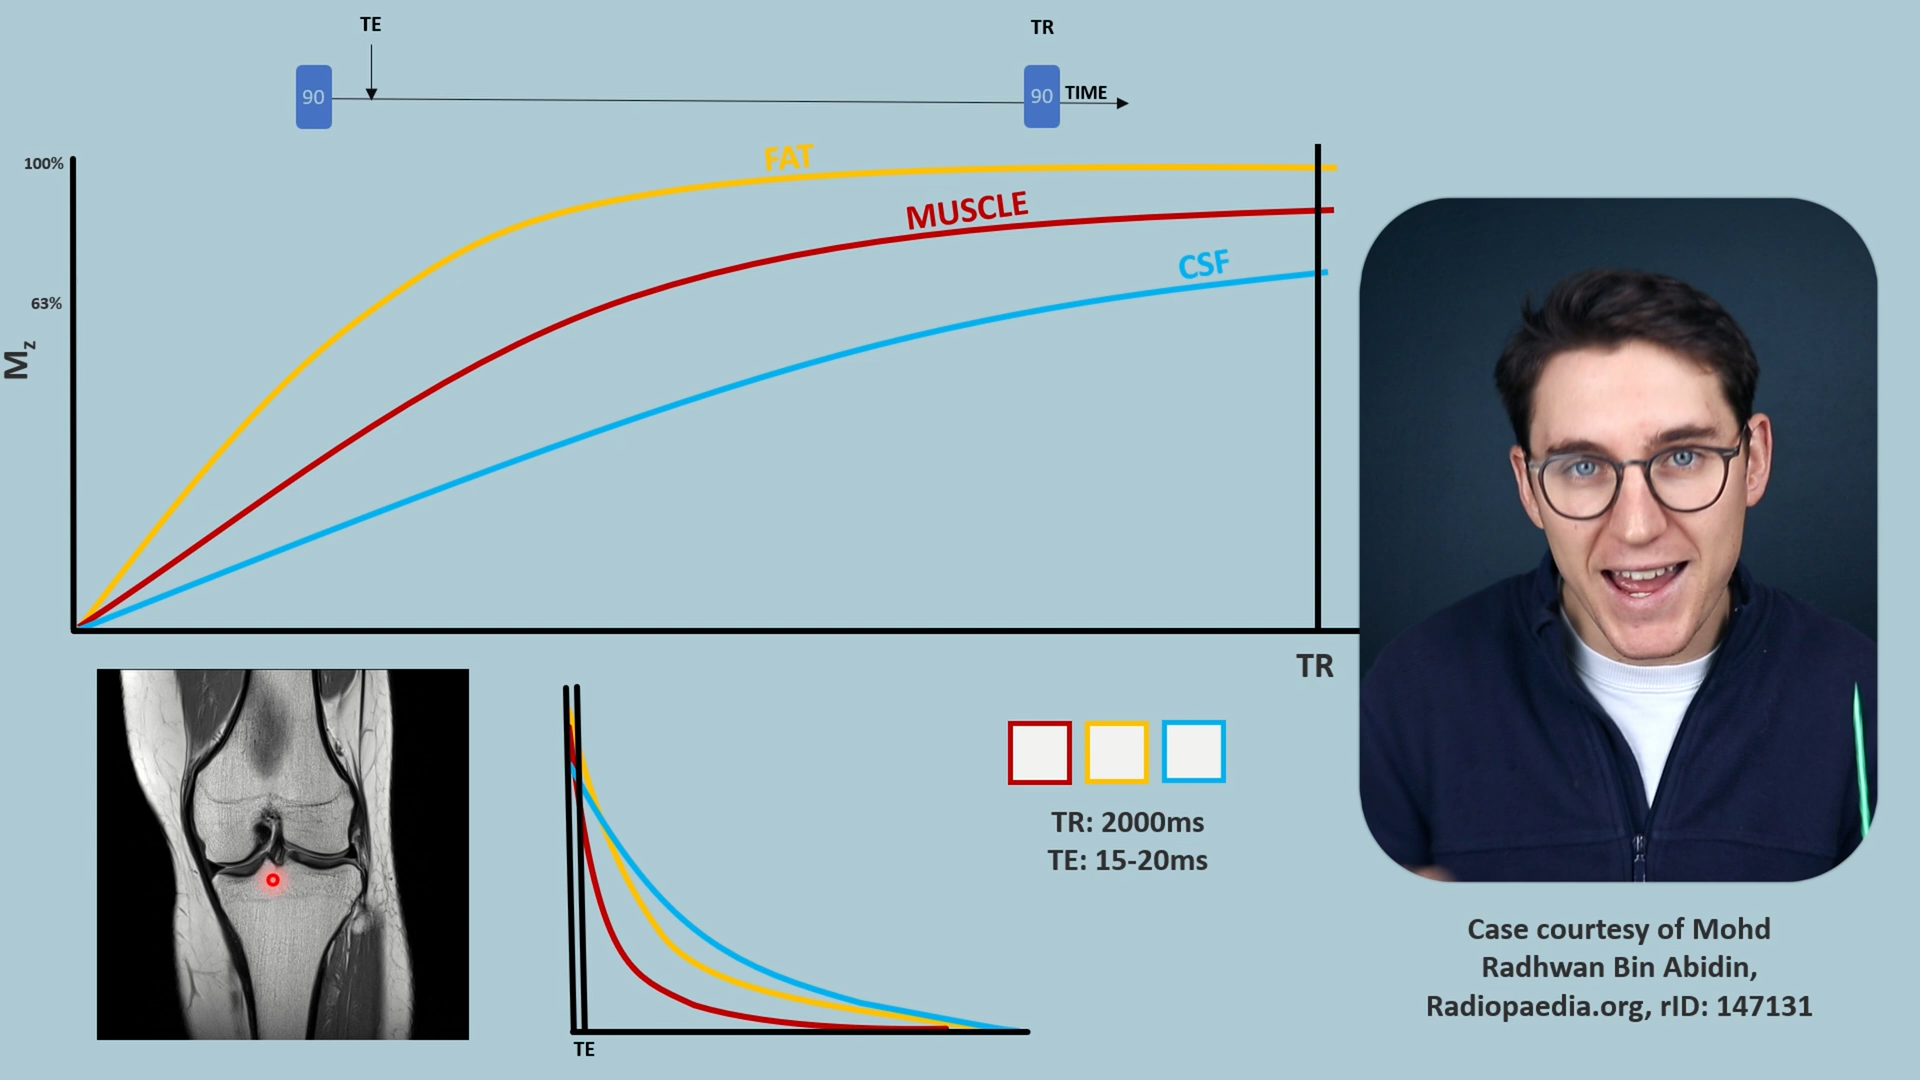 TE
TR
90
90
TIME
100%
FAT
MUSCLE
CSF
63%
Mz
TR
TR: 2000ms
TE: 15-20ms
TE
Case courtesy of Mohd
Radhwan Bin Abidin,
Radiopaedia.org, rID: 147131